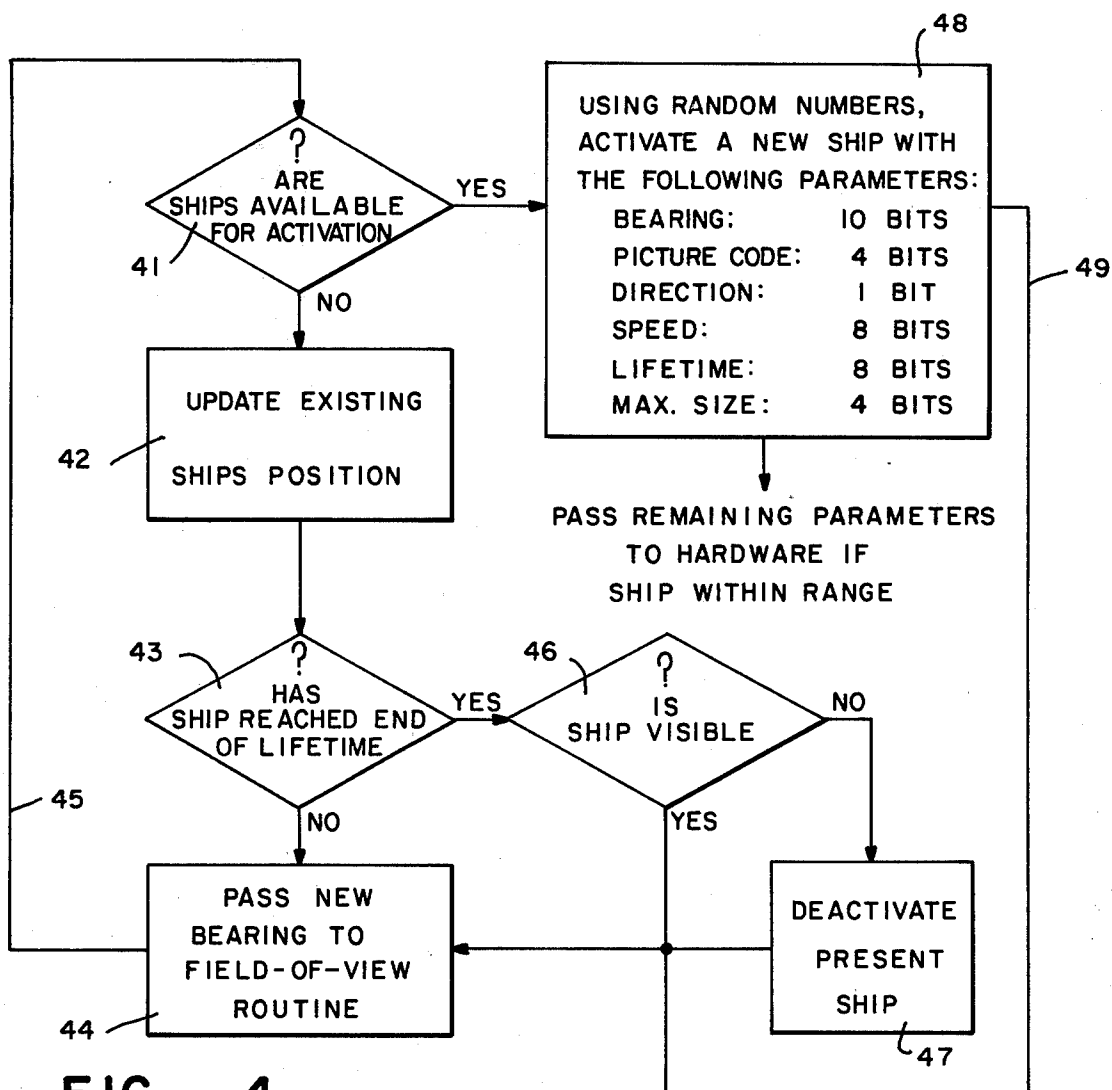 48
?
ARE
SHIPS AVAILABLE
FOR ACTIVATION
41
YES
NO
USING RANDOM NUMBERS,
ACTIVATE A NEW SHIP WITH
THE FOLLOWING PARAMETERS:
BEARING: 10 BITS
PICTURE CODE: 4 BITS
DIRECTION: 1 BIT
SPEED: 8 BITS
LIFETIME: 8 BITS
MAX. SIZE: 4 BITS
49
UPDATE EXISTING
SHIPS POSITION
42
PASS REMAINING PARAMETERS
TO HARDWARE IF
SHIP WITHIN RANGE
43
?
HAS
SHIP REACHED END
OF LIFETIME
YES
NO
46
?
IS
SHIP VISIBLE
NO
YES
45
PASS NEW
BEARING TO
FIELD-OF-VIEW
ROUTINE
44
DEACTIVATE
PRESENT
SHIP
47
FIG. 4